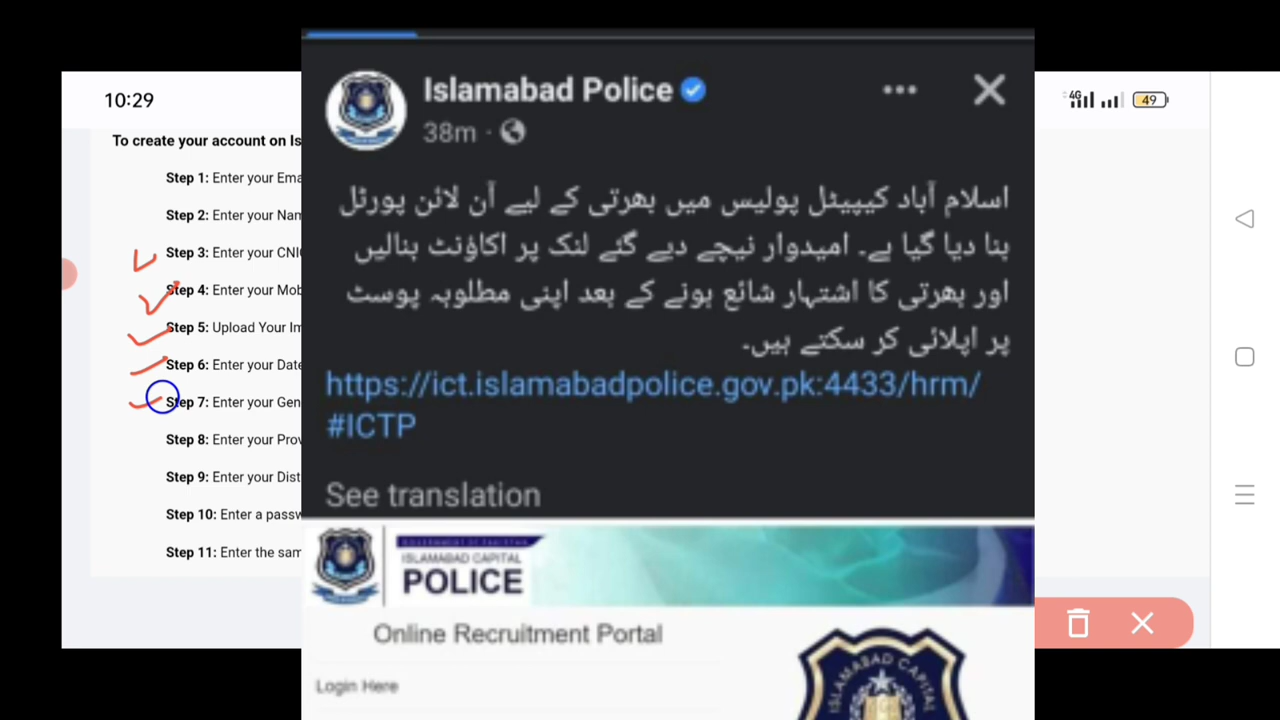 10:29
4G
49
To create your account on Is
Step 1: Enter your Ema
Step 2: Enter your Nam
Step 3: Enter your CNI
Step 4: Enter your Mob
Step 5: Upload Your Im
Step 6: Enter your Date
Step 7: Enter your Gen
Step 8: Enter your Prov
Step 9: Enter your Dist
Step 10: Enter a passw
Step 11: Enter the sam
Islamabad Police
38m ·
اسلام آباد کیپیٹل پولیس میں بھرتی کے لیے آن لائن پورٹل
بنا دیا گیا ہے۔ امیدوار نیچے دیے گئے لنک پر اکاؤنٹ بنالیں
اور بھرتی کا اشتہار شائع ہونے کے بعد اپنی مطلوبہ پوسٹ
پر اپلائی کر سکتے ہیں۔
https://ict.islamabadpolice.gov.pk:4433/hrm/
#ICTP
See translation
GOVERNMENT OF PAKISTAN
ISLAMABAD CAPITAL
POLICE
Online Recruitment Portal
Login Here
ISLAMABAD CAPITAL